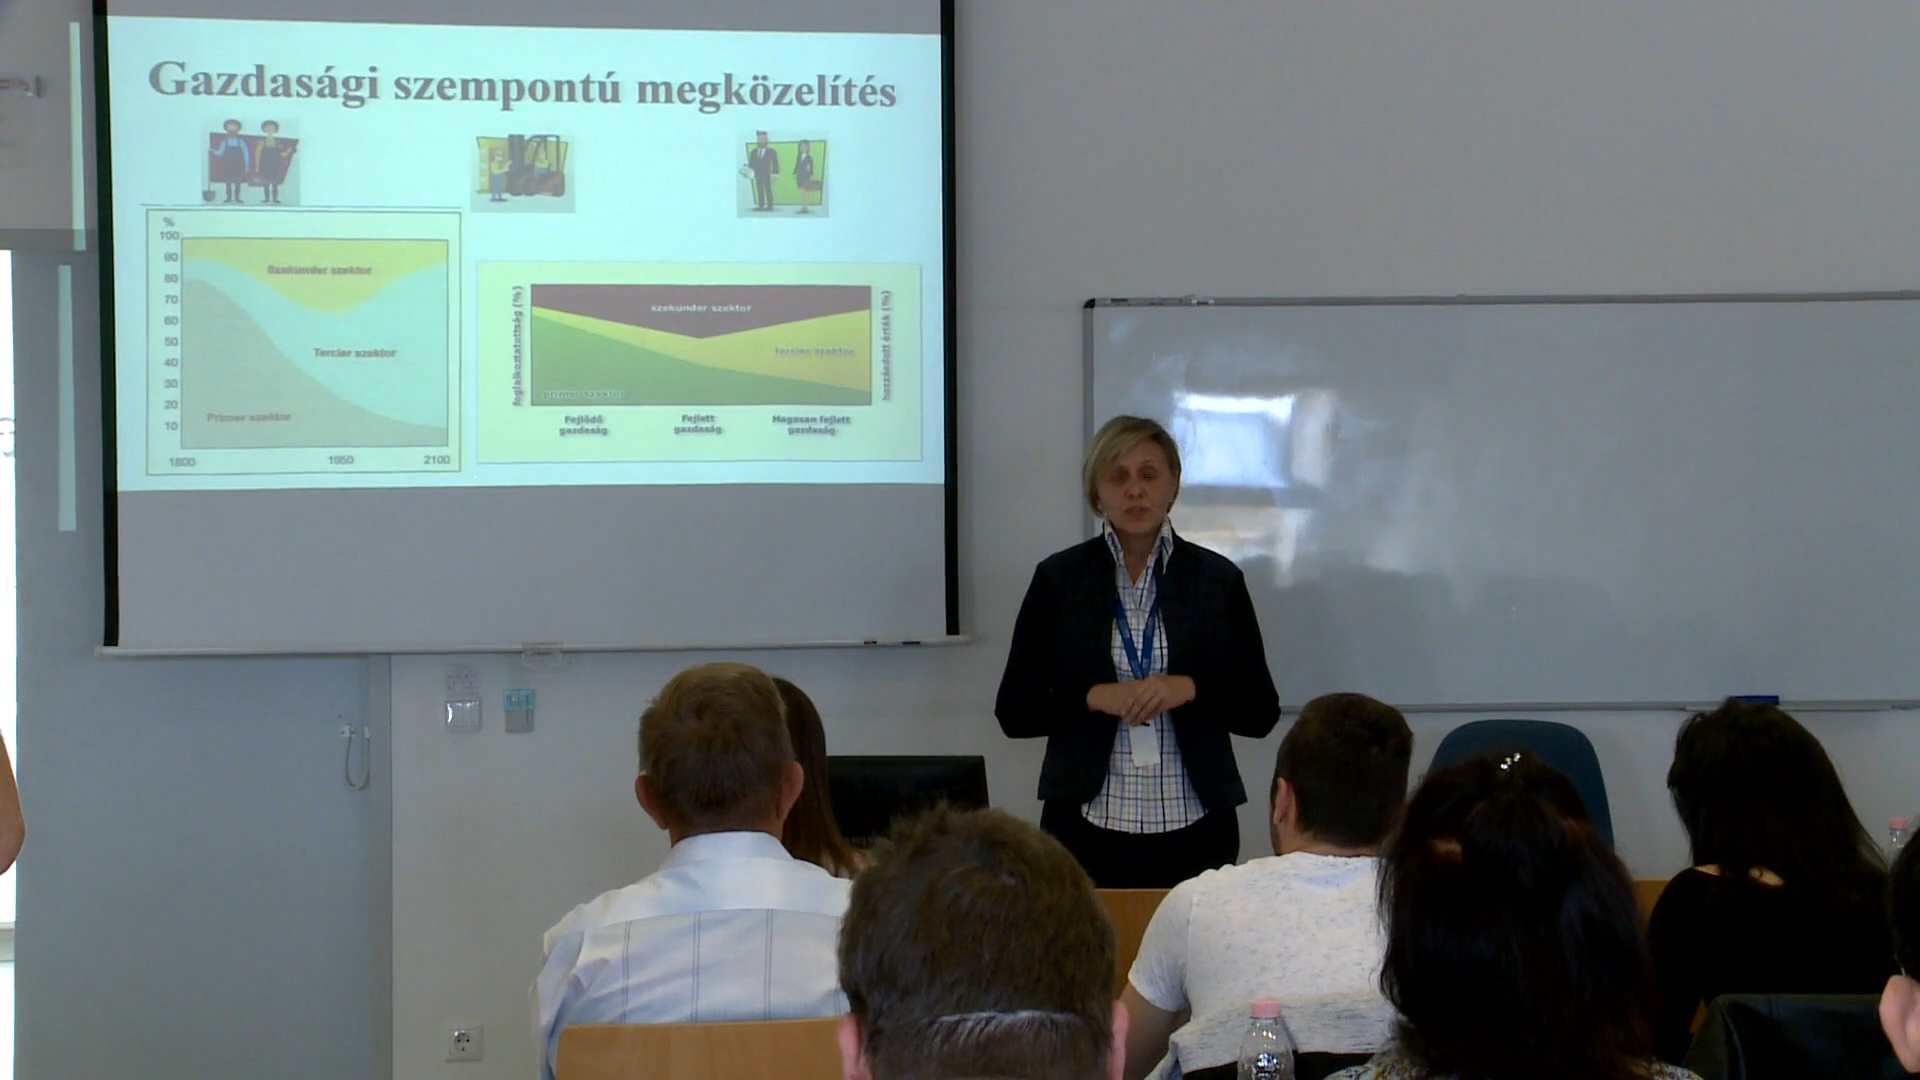 Gazdasági szempontú megközelítés
%
100
90
80
70
60
50
40
30
20
10
Szekunder szektor
Tercier szektor
Primer szektor
1800
1950
2100
foglalkoztatottság (%)
szekunder szektor
tercier szektor
primer szektor
hozzáadott érték (%)
Fejlődő
gazdaság
Fejlett
gazdaság
Magasan fejlett
gazdaság